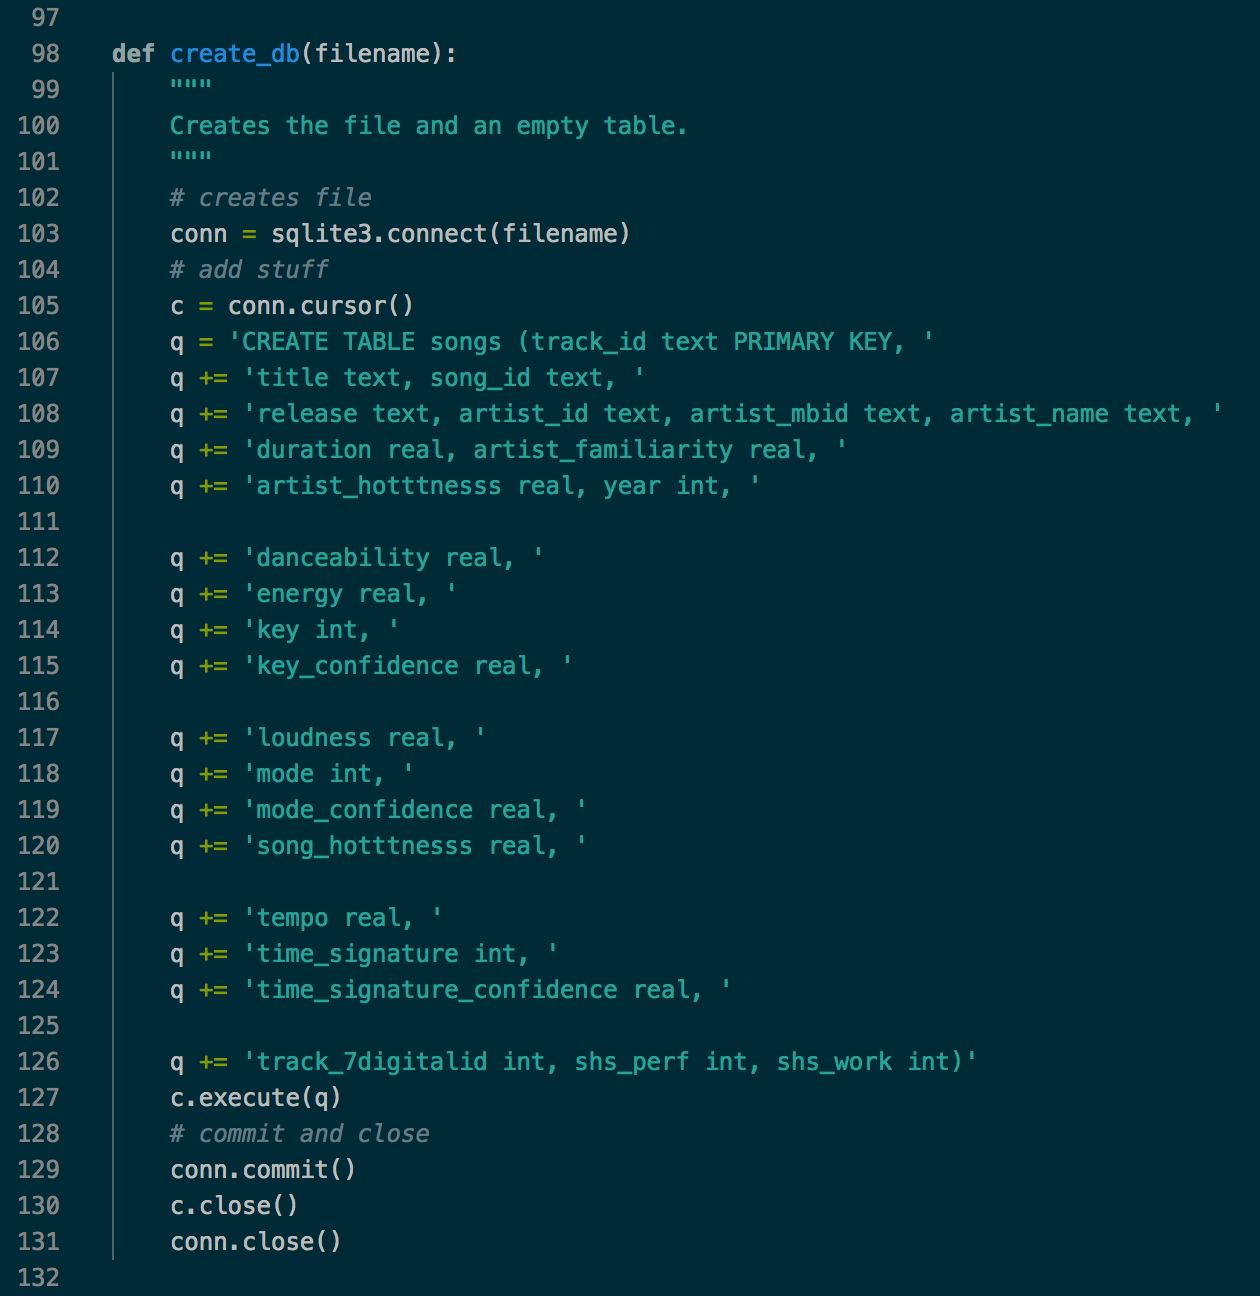 97
98 def create_db(filename):
99 """
100 Creates the file and an empty table.
101 """
102 # creates file
103 conn = sqlite3.connect(filename)
104 # add stuff
105 c = conn.cursor()
106 q = 'CREATE TABLE songs (track_id text PRIMARY KEY, '
107 q += 'title text, song_id text, '
108 q += 'release text, artist_id text, artist_mbid text, artist_name text, '
109 q += 'duration real, artist_familiarity real, '
110 q += 'artist_hotttnesss real, year int, '
111
112 q += 'danceability real, '
113 q += 'energy real, '
114 q += 'key int, '
115 q += 'key_confidence real, '
116
117 q += 'loudness real, '
118 q += 'mode int, '
119 q += 'mode_confidence real, '
120 q += 'song_hotttnesss real, '
121
122 q += 'tempo real, '
123 q += 'time_signature int, '
124 q += 'time_signature_confidence real, '
125
126 q += 'track_7digitalid int, shs_perf int, shs_work int)'
127 c.execute(q)
128 # commit and close
129 conn.commit()
130 c.close()
131 conn.close()
132